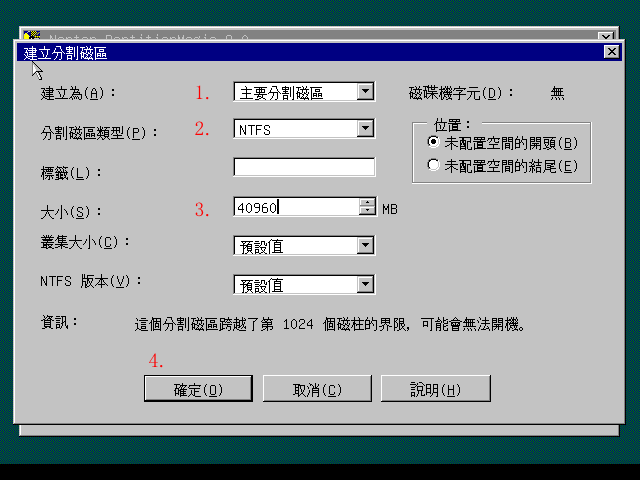 Norton PartitionMagic 8.0
建立分割磁區
建立為(A)： 1. 主要分割磁區 磁碟機字元(D)： 無
分割磁區類型(P)： 2. NTFS
位置：
未配置空間的開頭(B)
未配置空間的結尾(E)
標籤(L)：
大小(S)： 3. 40960 MB
叢集大小(C)： 預設值
NTFS 版本(V)： 預設值
資訊： 這個分割磁區跨越了第 1024 個磁柱的界限, 可能會無法開機。
4.
確定(O) 取消(C) 說明(H)